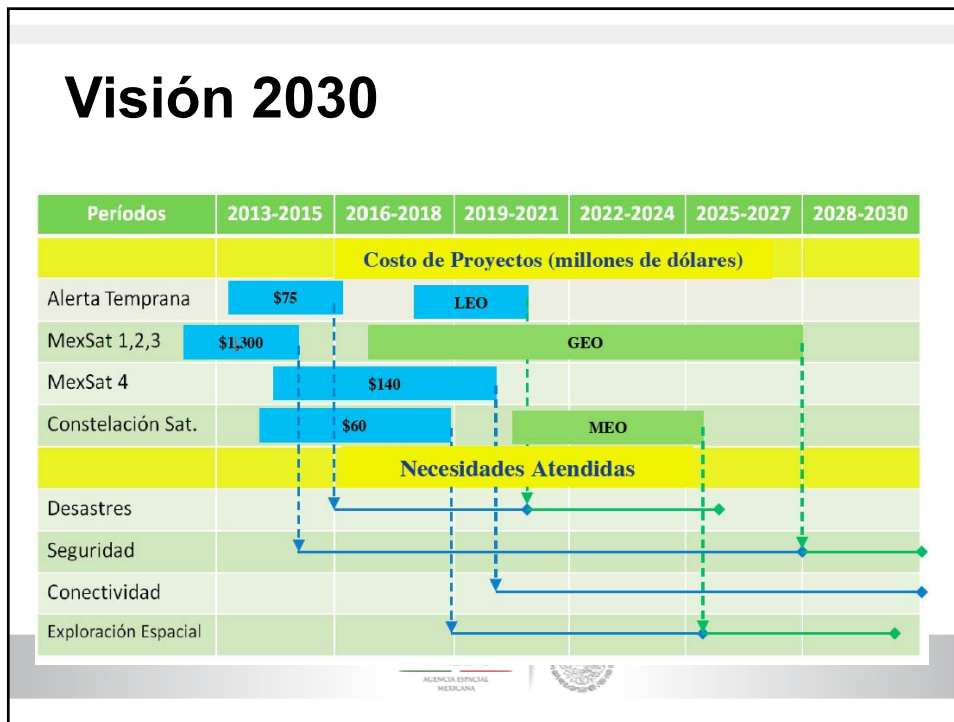 Visión 2030
Períodos 2013-2015 2016-2018 2019-2021 2022-2024 2025-2027 2028-2030
Costo de Proyectos (millones de dólares)
Alerta Temprana $75 LEO
MexSat 1,2,3 $1,300 GEO
MexSat 4 $140
Constelación Sat. $60 MEO
Necesidades Atendidas
Desastres
Seguridad
Conectividad
Exploración Espacial
AGENCIA ESPACIAL
MEXICANA